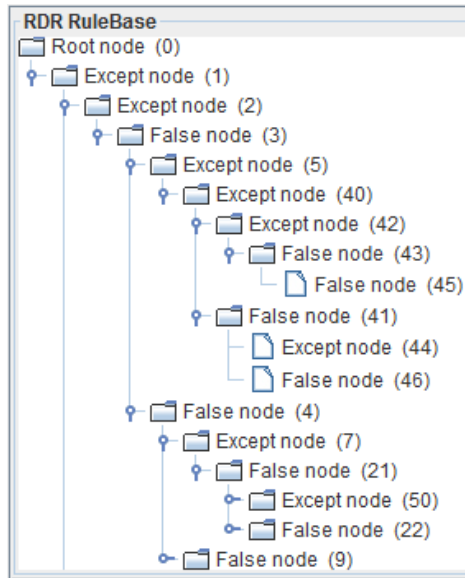 RDR RuleBase
Root node (0)
Except node (1)
Except node (2)
False node (3)
Except node (5)
Except node (40)
Except node (42)
False node (43)
False node (45)
False node (41)
Except node (44)
False node (46)
False node (4)
Except node (7)
False node (21)
Except node (50)
False node (22)
False node (9)